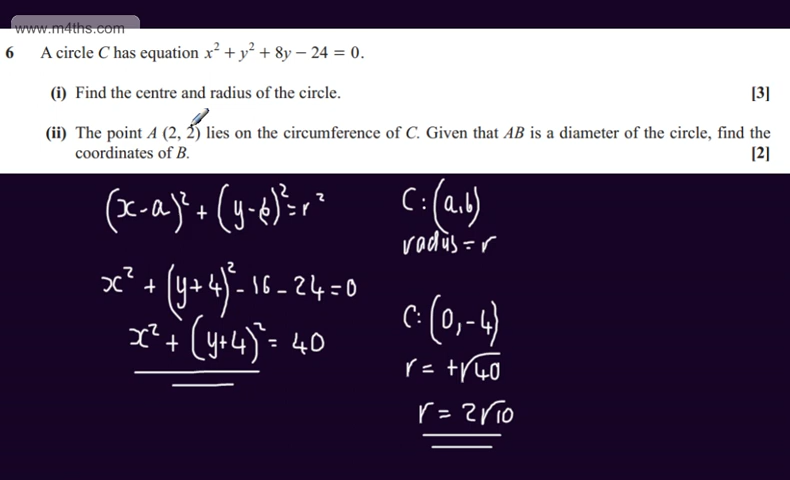 www.m4ths.com
6 A circle C has equation x² + y² + 8y − 24 = 0.
(i) Find the centre and radius of the circle. [3]
(ii) The point A (2, 2) lies on the circumference of C. Given that AB is a diameter of the circle, find the
coordinates of B. [2]
(x-a)² + (y-b)² = r²
x² + (y+4)² - 16 - 24 = 0
x² + (y+4)² = 40
C: (a,b)
radius = r
C: (0, -4)
r = +√40
r = 2√10